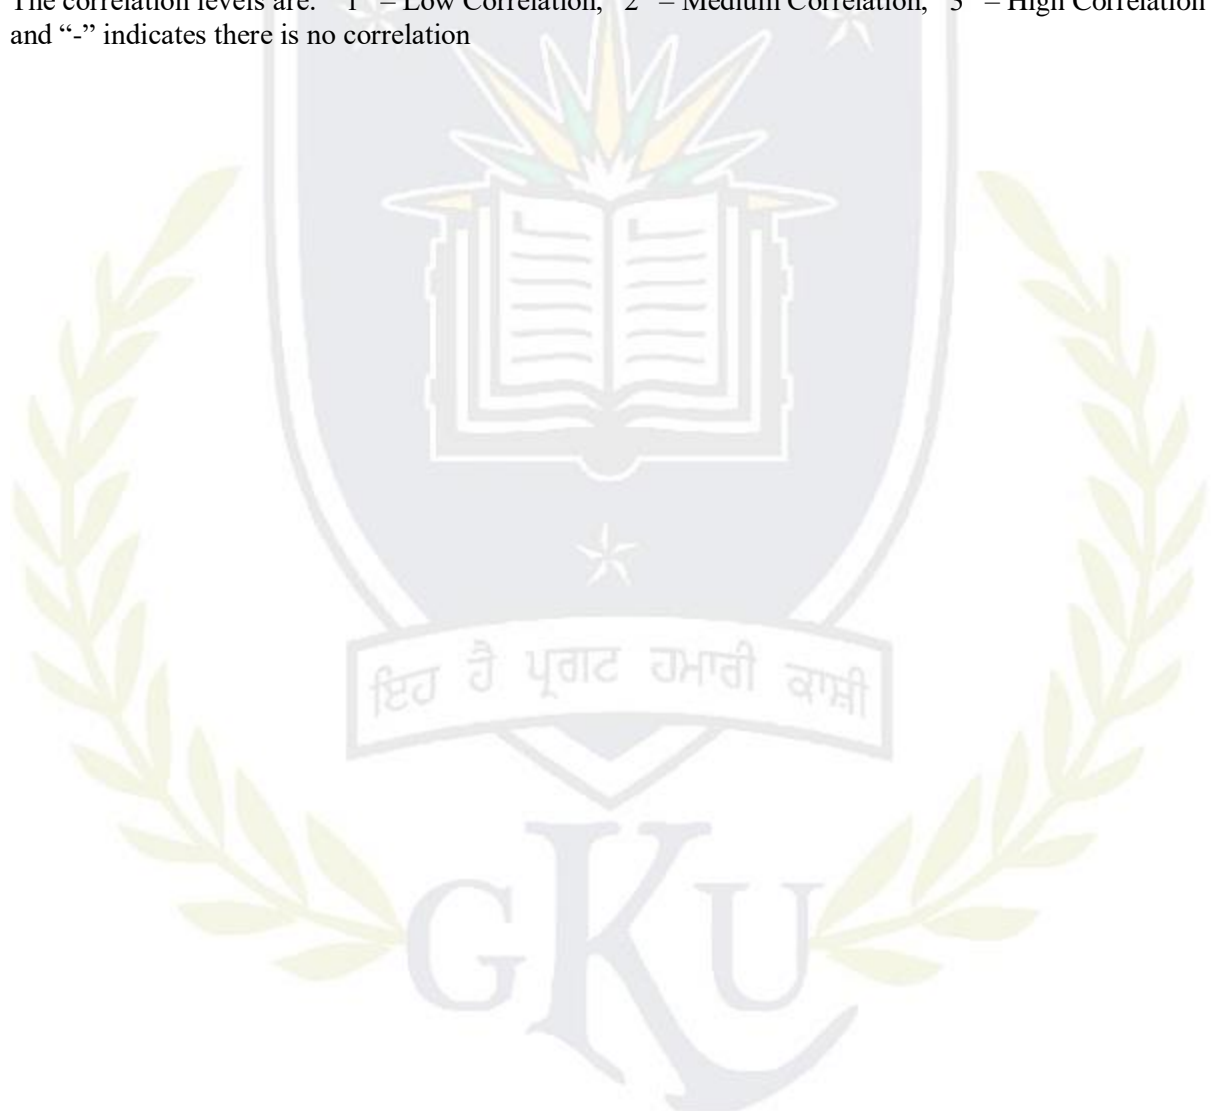 The correlation levels are: “1” – Low Correlation, “2” – Medium Correlation, “3” – High Correlation
and “-” indicates there is no correlation
ਇਹ ਹੈ ਪ੍ਰਗਟ ਹਮਾਰੀ ਕਾਸ਼ੀ
GKU